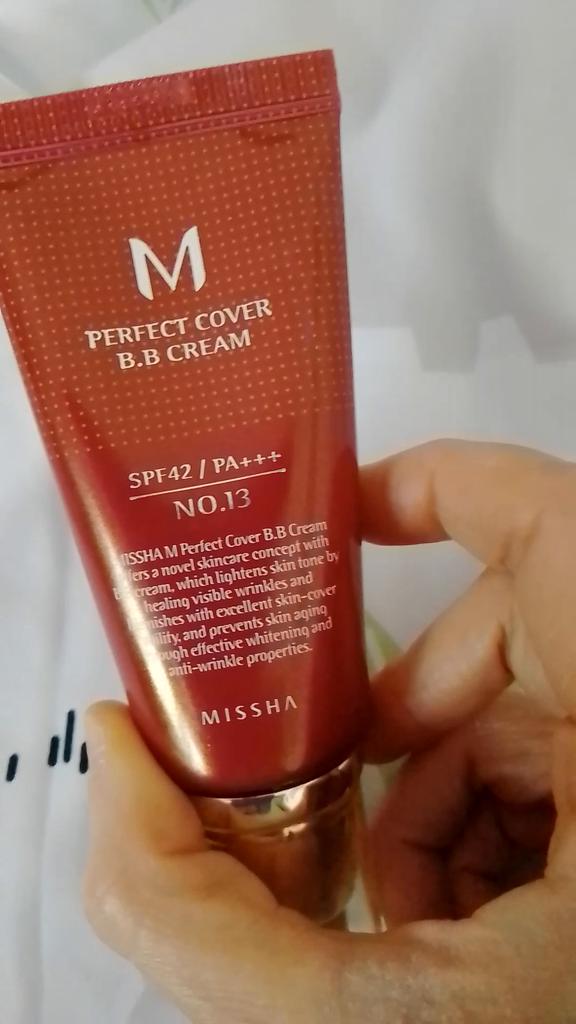 M
PERFECT COVER
B.B CREAM
SPF42 / PA+++
NO.13
MISSHA M Perfect Cover B.B Cream
a novel skincare concept with
cream, which lightens skin tone by
healing visible wrinkles and
with excellent skin-cover
and prevents skin aging
effective whitening and
anti-wrinkle properties.
MISSHA